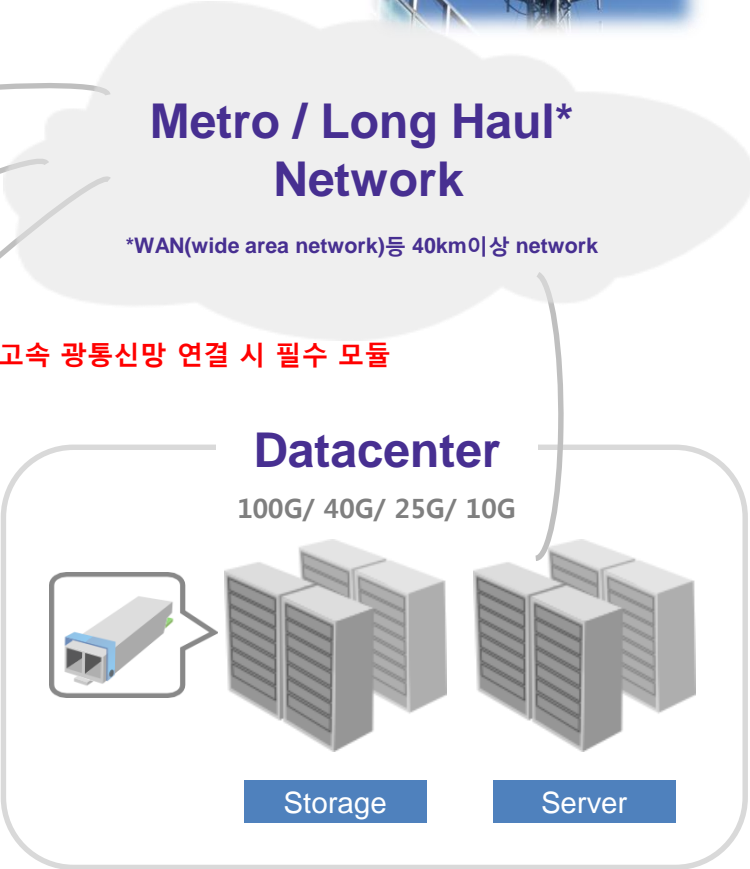 Metro / Long Haul*
Network
*WAN(wide area network)등 40km이상 network
고속 광통신망 연결 시 필수 모듈
Datacenter
100G/ 40G/ 25G/ 10G
Storage
Server